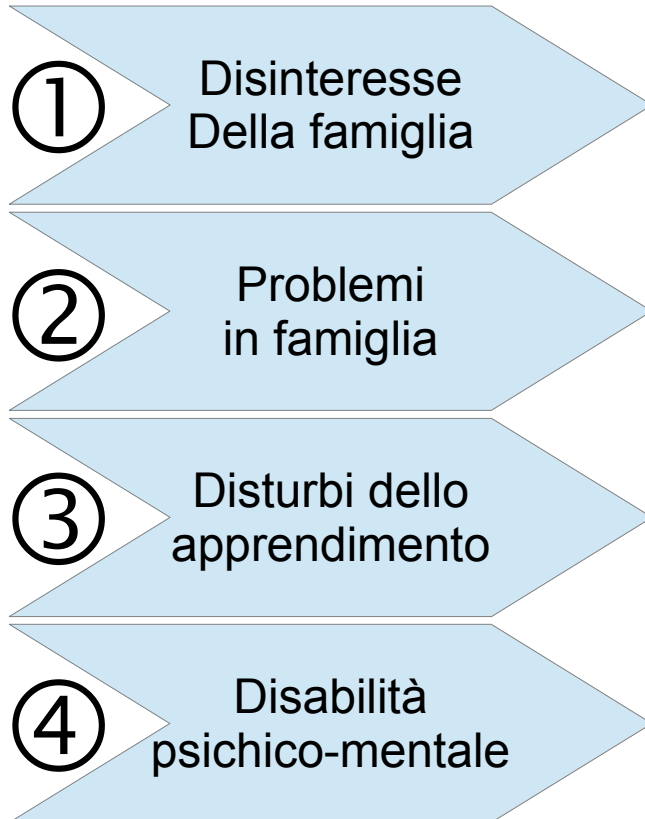 ①
Disinteresse
Della famiglia
②
Problemi
in famiglia
③
Disturbi dello
apprendimento
④
Disabilità
psichico-mentale